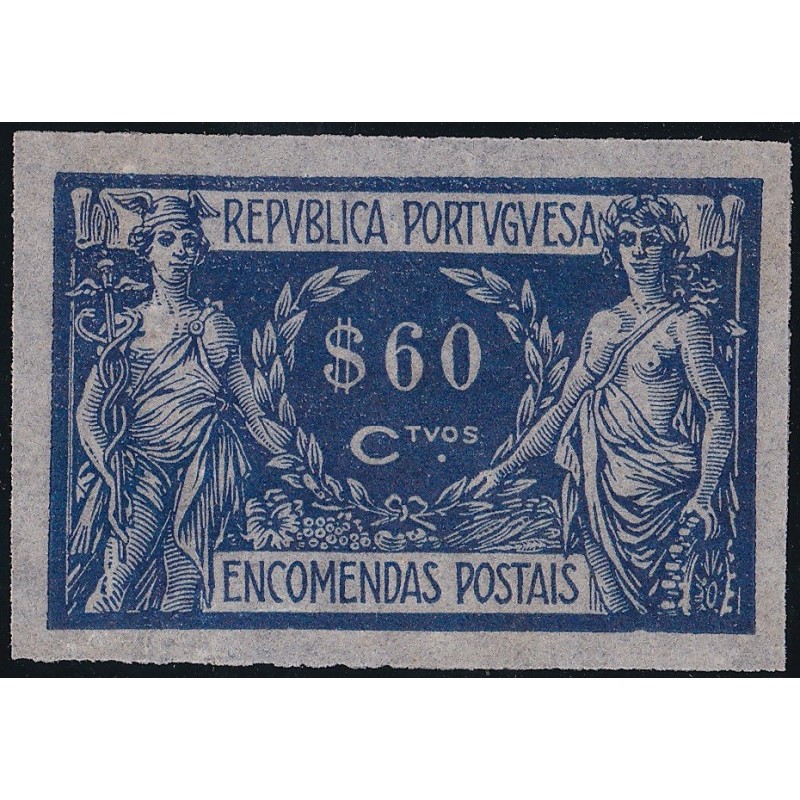 REPVBLICA PORTVGVESA
$60
CTVOS.
ENCOMENDAS POSTAIS